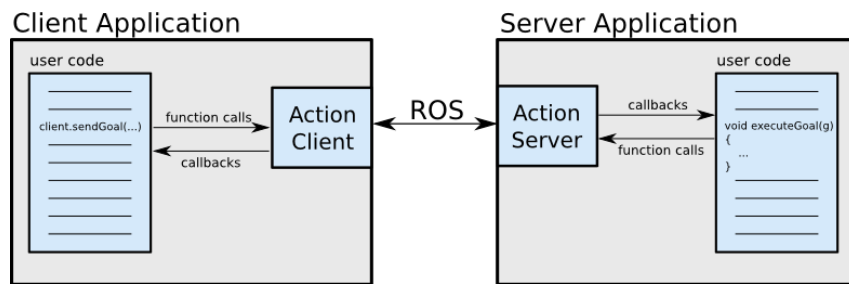 Client Application
user code
client.sendGoal(...)
function calls
callbacks
Action
Client
ROS
Server Application
Action
Server
callbacks
function calls
user code
void executeGoal(g)
{
...
}